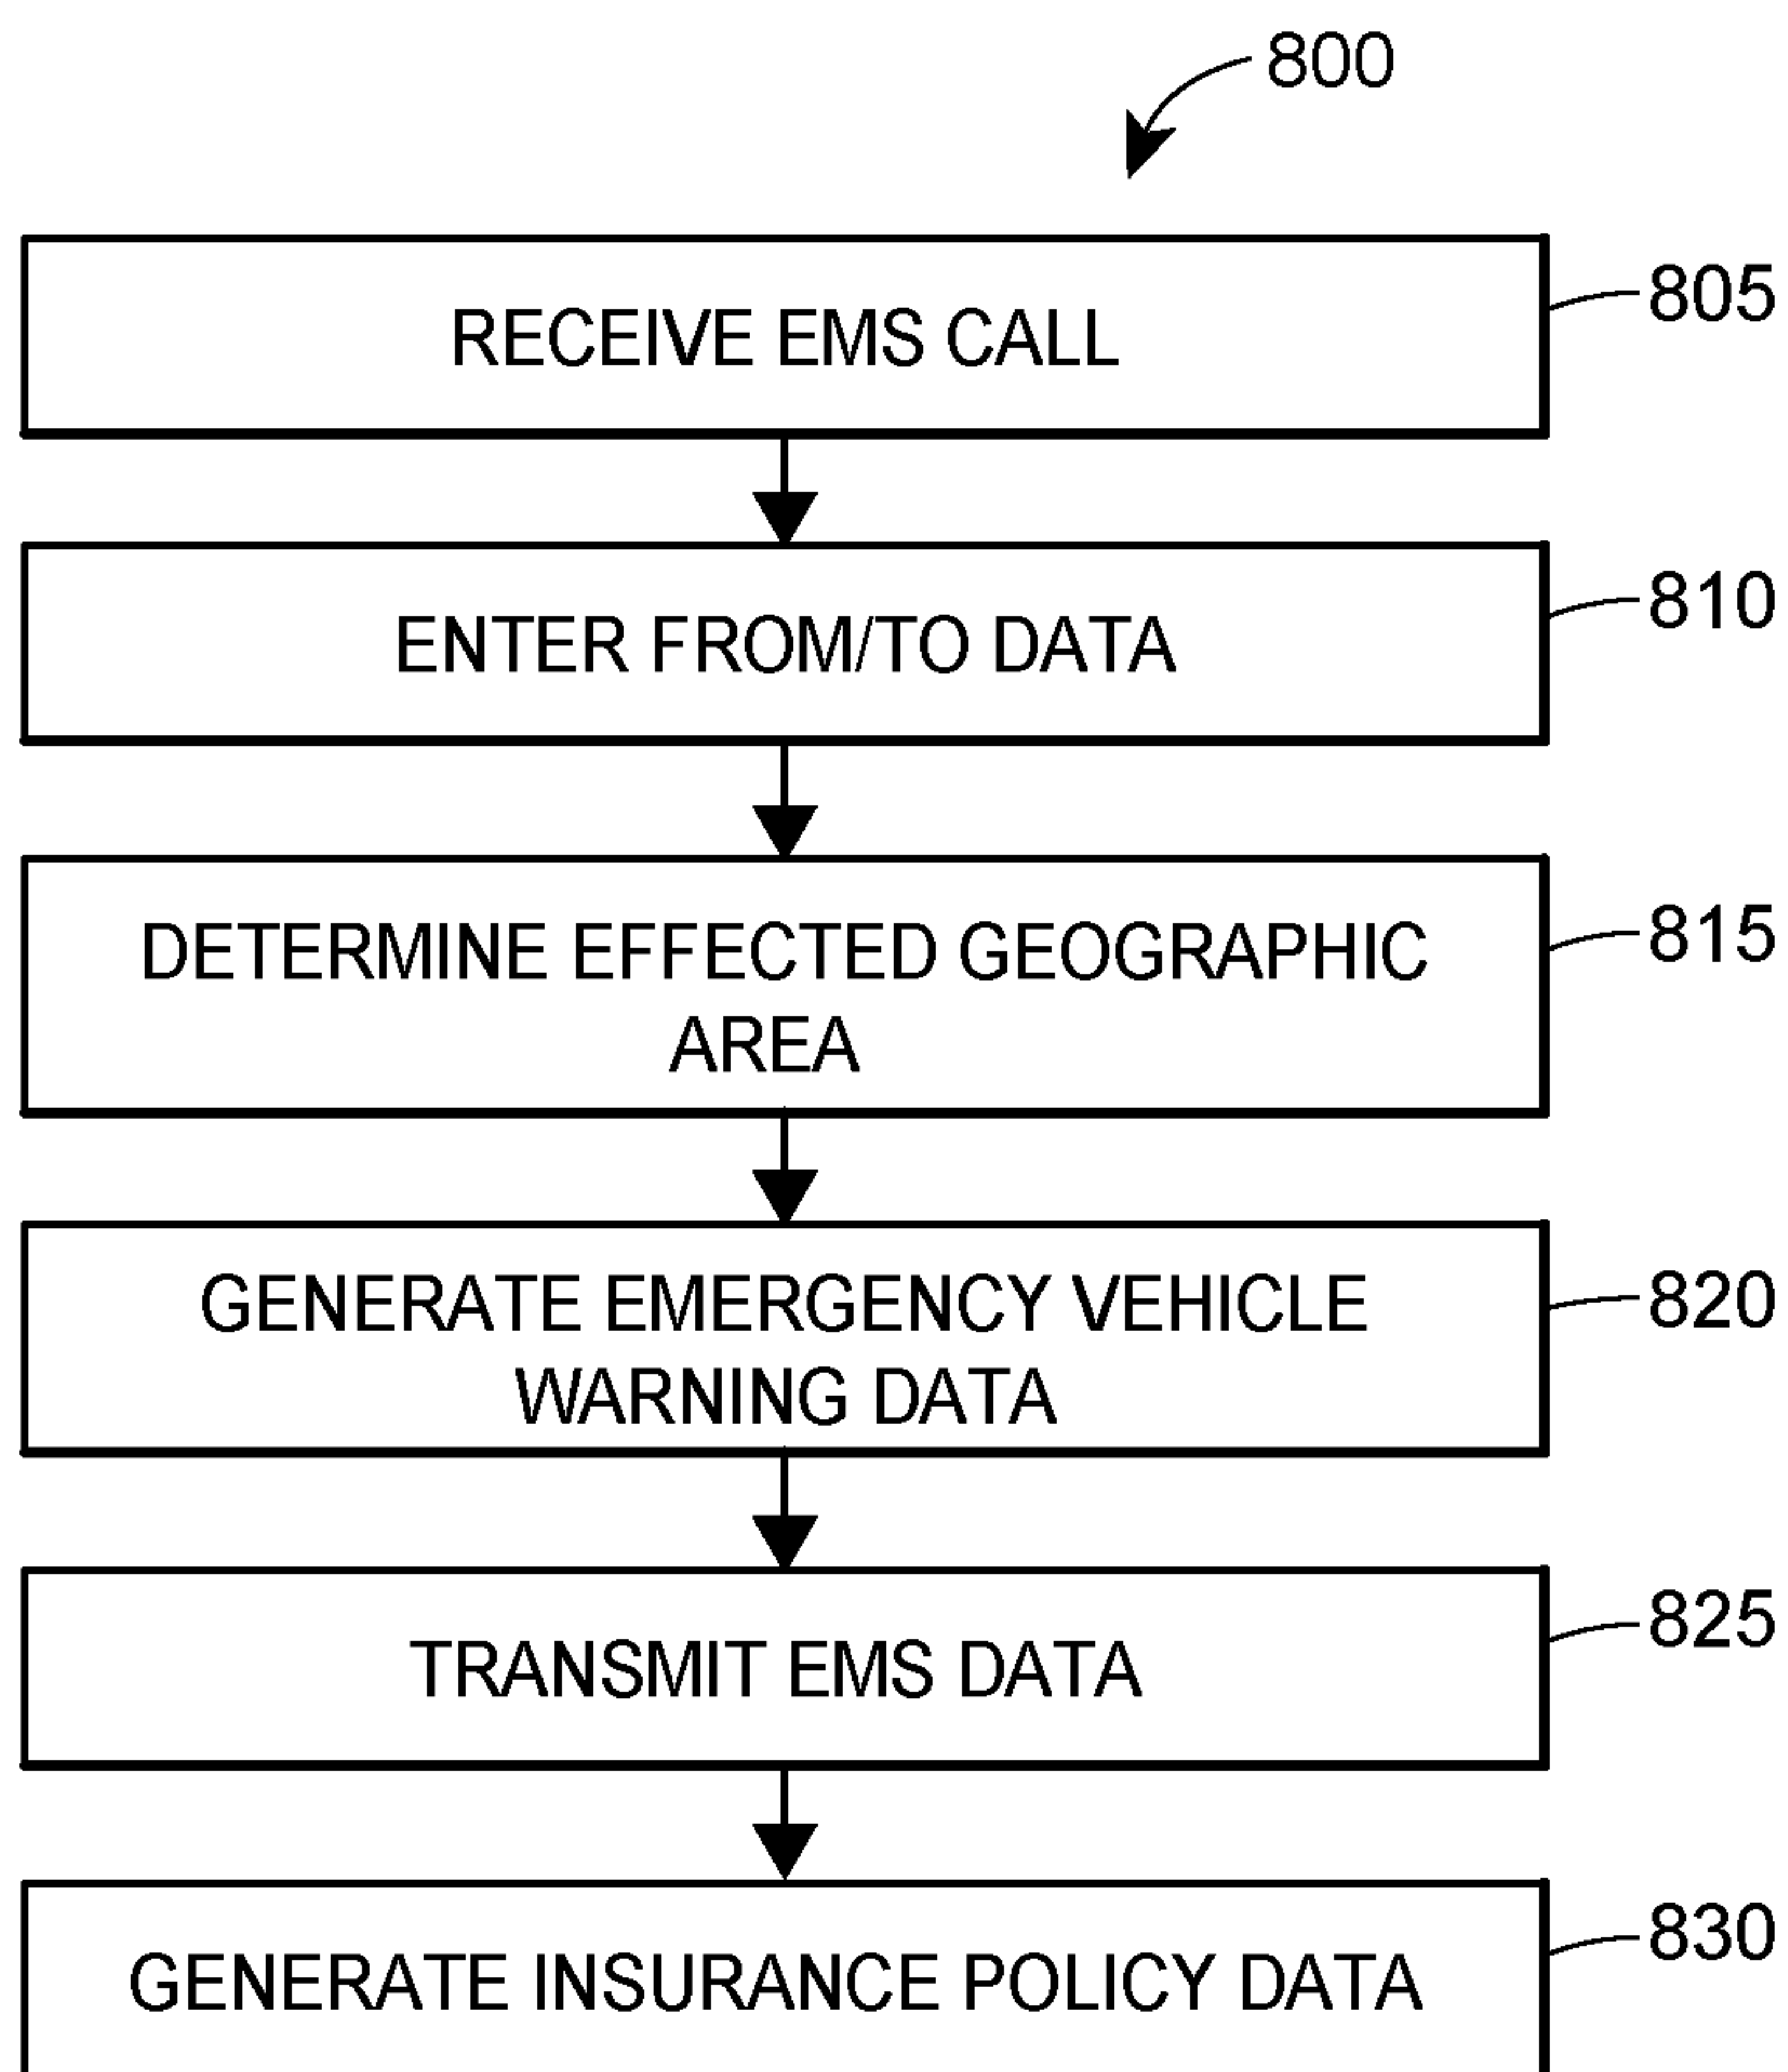 800
RECEIVE EMS CALL
805
ENTER FROM/TO DATA
810
DETERMINE EFFECTED GEOGRAPHIC
AREA
815
GENERATE EMERGENCY VEHICLE
WARNING DATA
820
TRANSMIT EMS DATA
825
GENERATE INSURANCE POLICY DATA
830